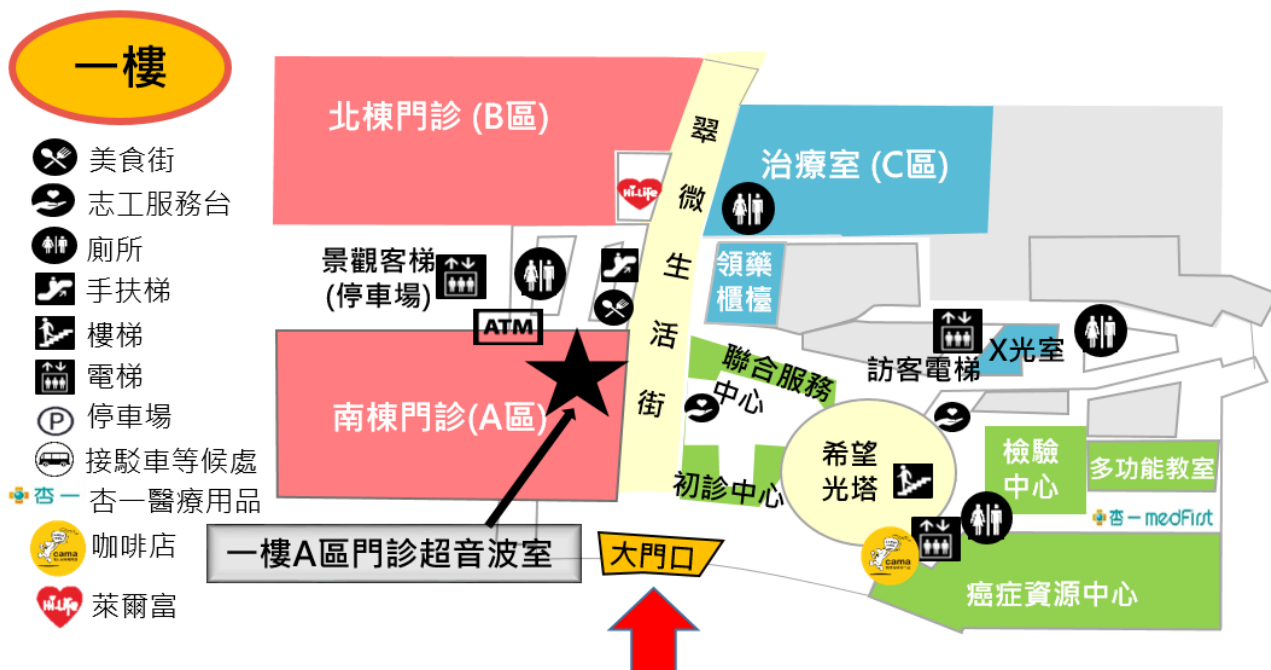 一樓
美食街
志工服務台
廁所
手扶梯
樓梯
電梯
P
停車場
接駁車等候處
杏一
杏一醫療用品
cama
咖啡店
Hi-Life
萊爾富
北棟門診 (B區)
Hi-Life
翠微生活街
治療室 (C區)
景觀客梯
(停車場)
領藥
櫃檯
ATM
訪客電梯
X光室
聯合服務
中心
南棟門診(A區)
初診中心
希望
光塔
檢驗
中心
多功能教室
杏一 medFirst
一樓A區門診超音波室
大門口
cama
癌症資源中心